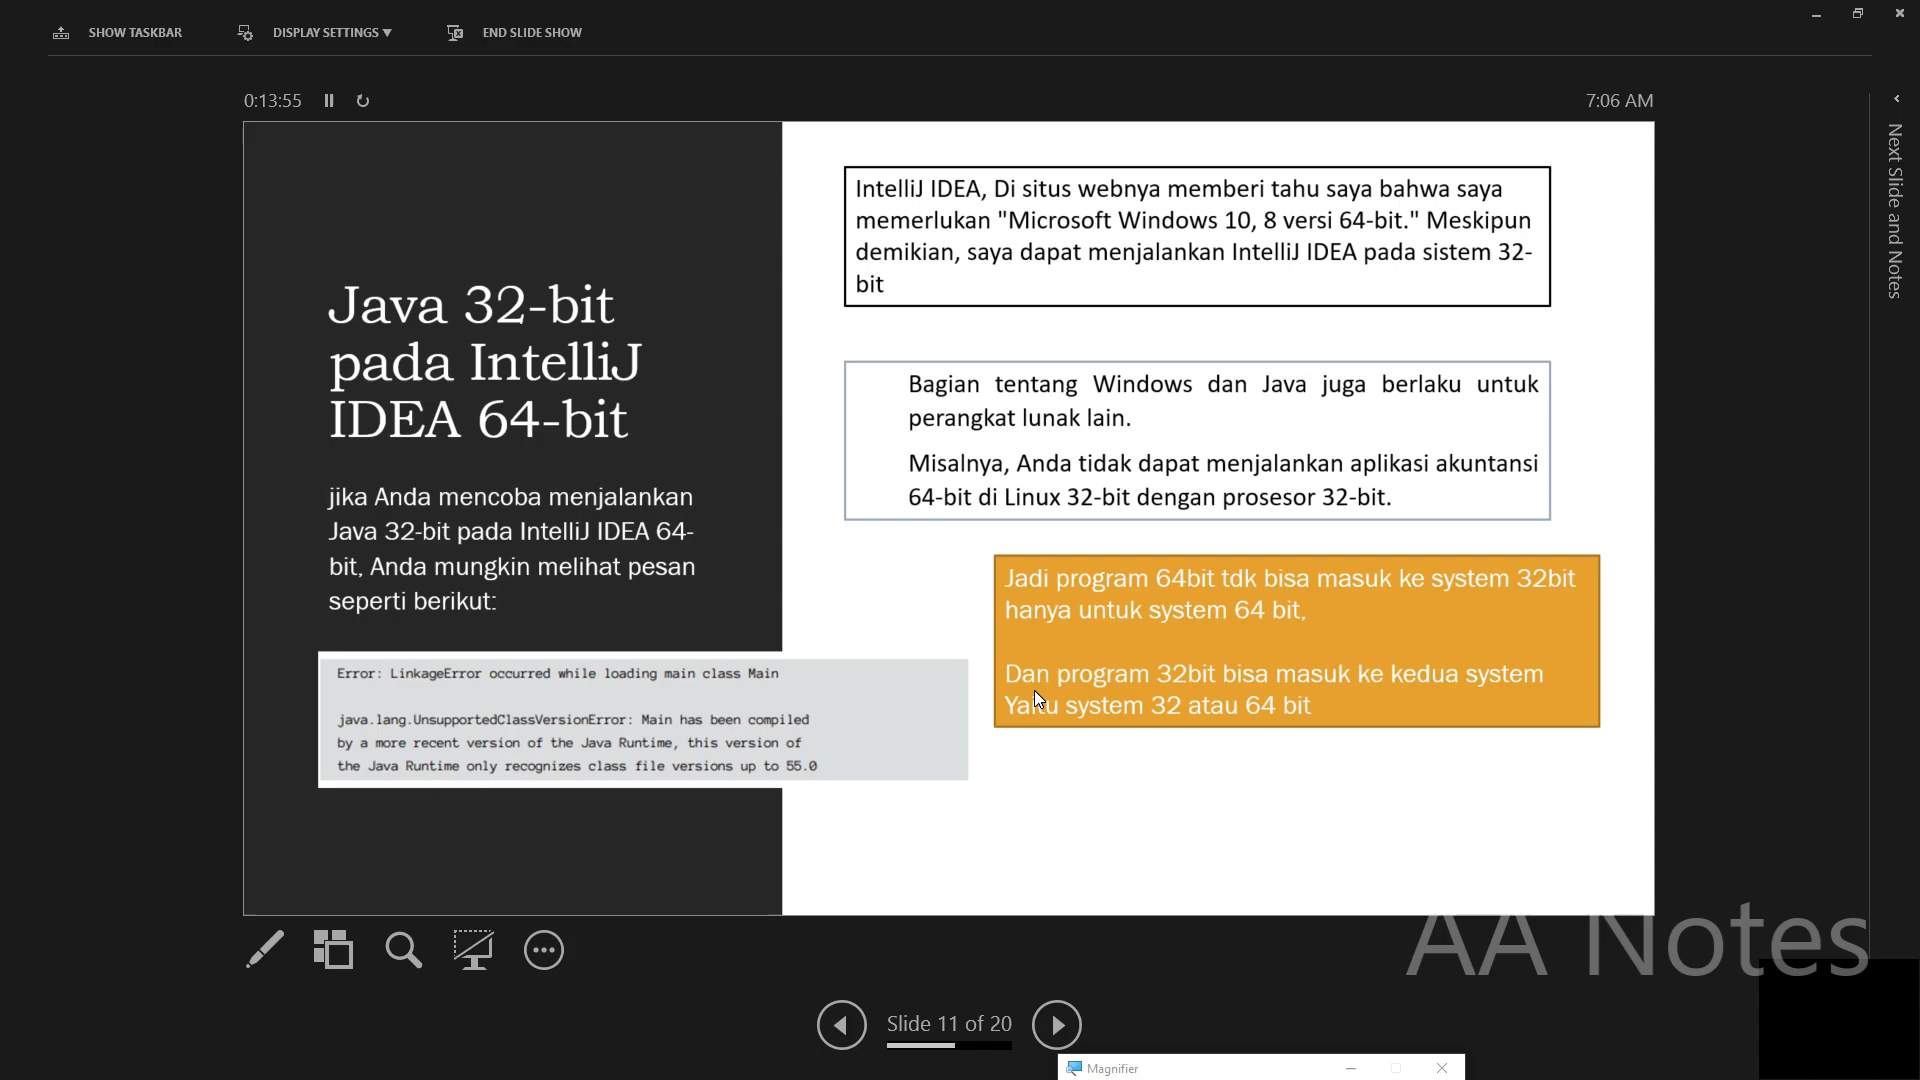 SHOW TASKBAR
DISPLAY SETTINGS ▼
END SLIDE SHOW
0:13:55
7:06 AM
Next Slide and Notes
Java 32-bit
pada IntelliJ
IDEA 64-bit
jika Anda mencoba menjalankan
Java 32-bit pada IntelliJ IDEA 64-
bit, Anda mungkin melihat pesan
seperti berikut:
Error: LinkageError occurred while loading main class Main
java.lang.UnsupportedClassVersionError: Main has been compiled
by a more recent version of the Java Runtime, this version of
the Java Runtime only recognizes class file versions up to 55.0
IntelliJ IDEA, Di situs webnya memberi tahu saya bahwa saya
memerlukan "Microsoft Windows 10, 8 versi 64-bit." Meskipun
demikian, saya dapat menjalankan IntelliJ IDEA pada sistem 32-
bit
Bagian tentang Windows dan Java juga berlaku untuk
perangkat lunak lain.
Misalnya, Anda tidak dapat menjalankan aplikasi akuntansi
64-bit di Linux 32-bit dengan prosesor 32-bit.
Jadi program 64bit tdk bisa masuk ke system 32bit
hanya untuk system 64 bit,
Dan program 32bit bisa masuk ke kedua system
Yaitu system 32 atau 64 bit
AA Notes
Slide 11 of 20
Magnifier